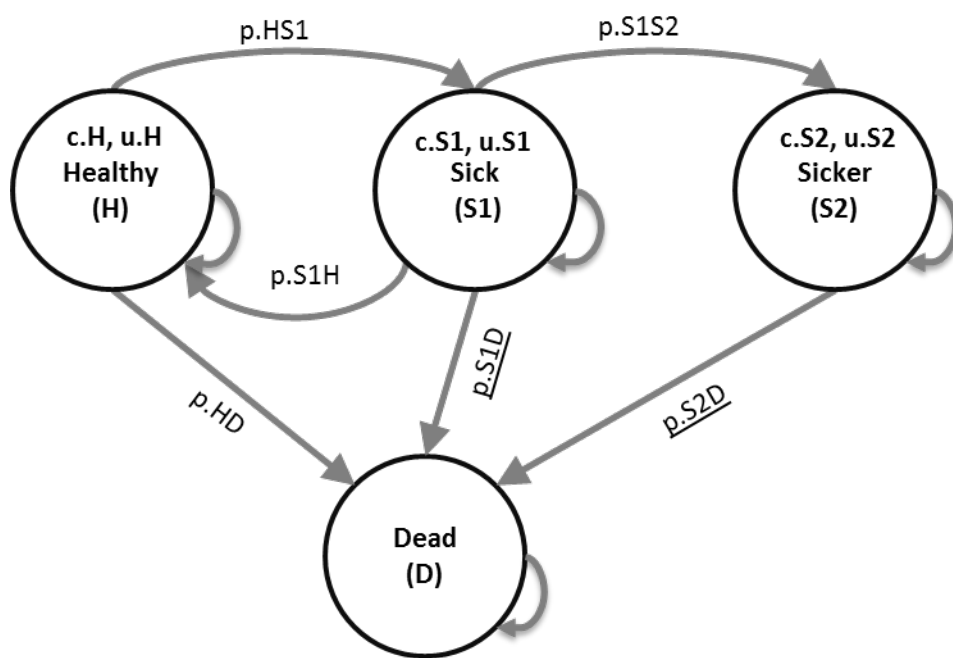 p.HS1
p.S1S2
c.H, u.H
Healthy
(H)
c.S1, u.S1
Sick
(S1)
c.S2, u.S2
Sicker
(S2)
p.S1H
p.HD
p.S1D
p.S2D
Dead
(D)